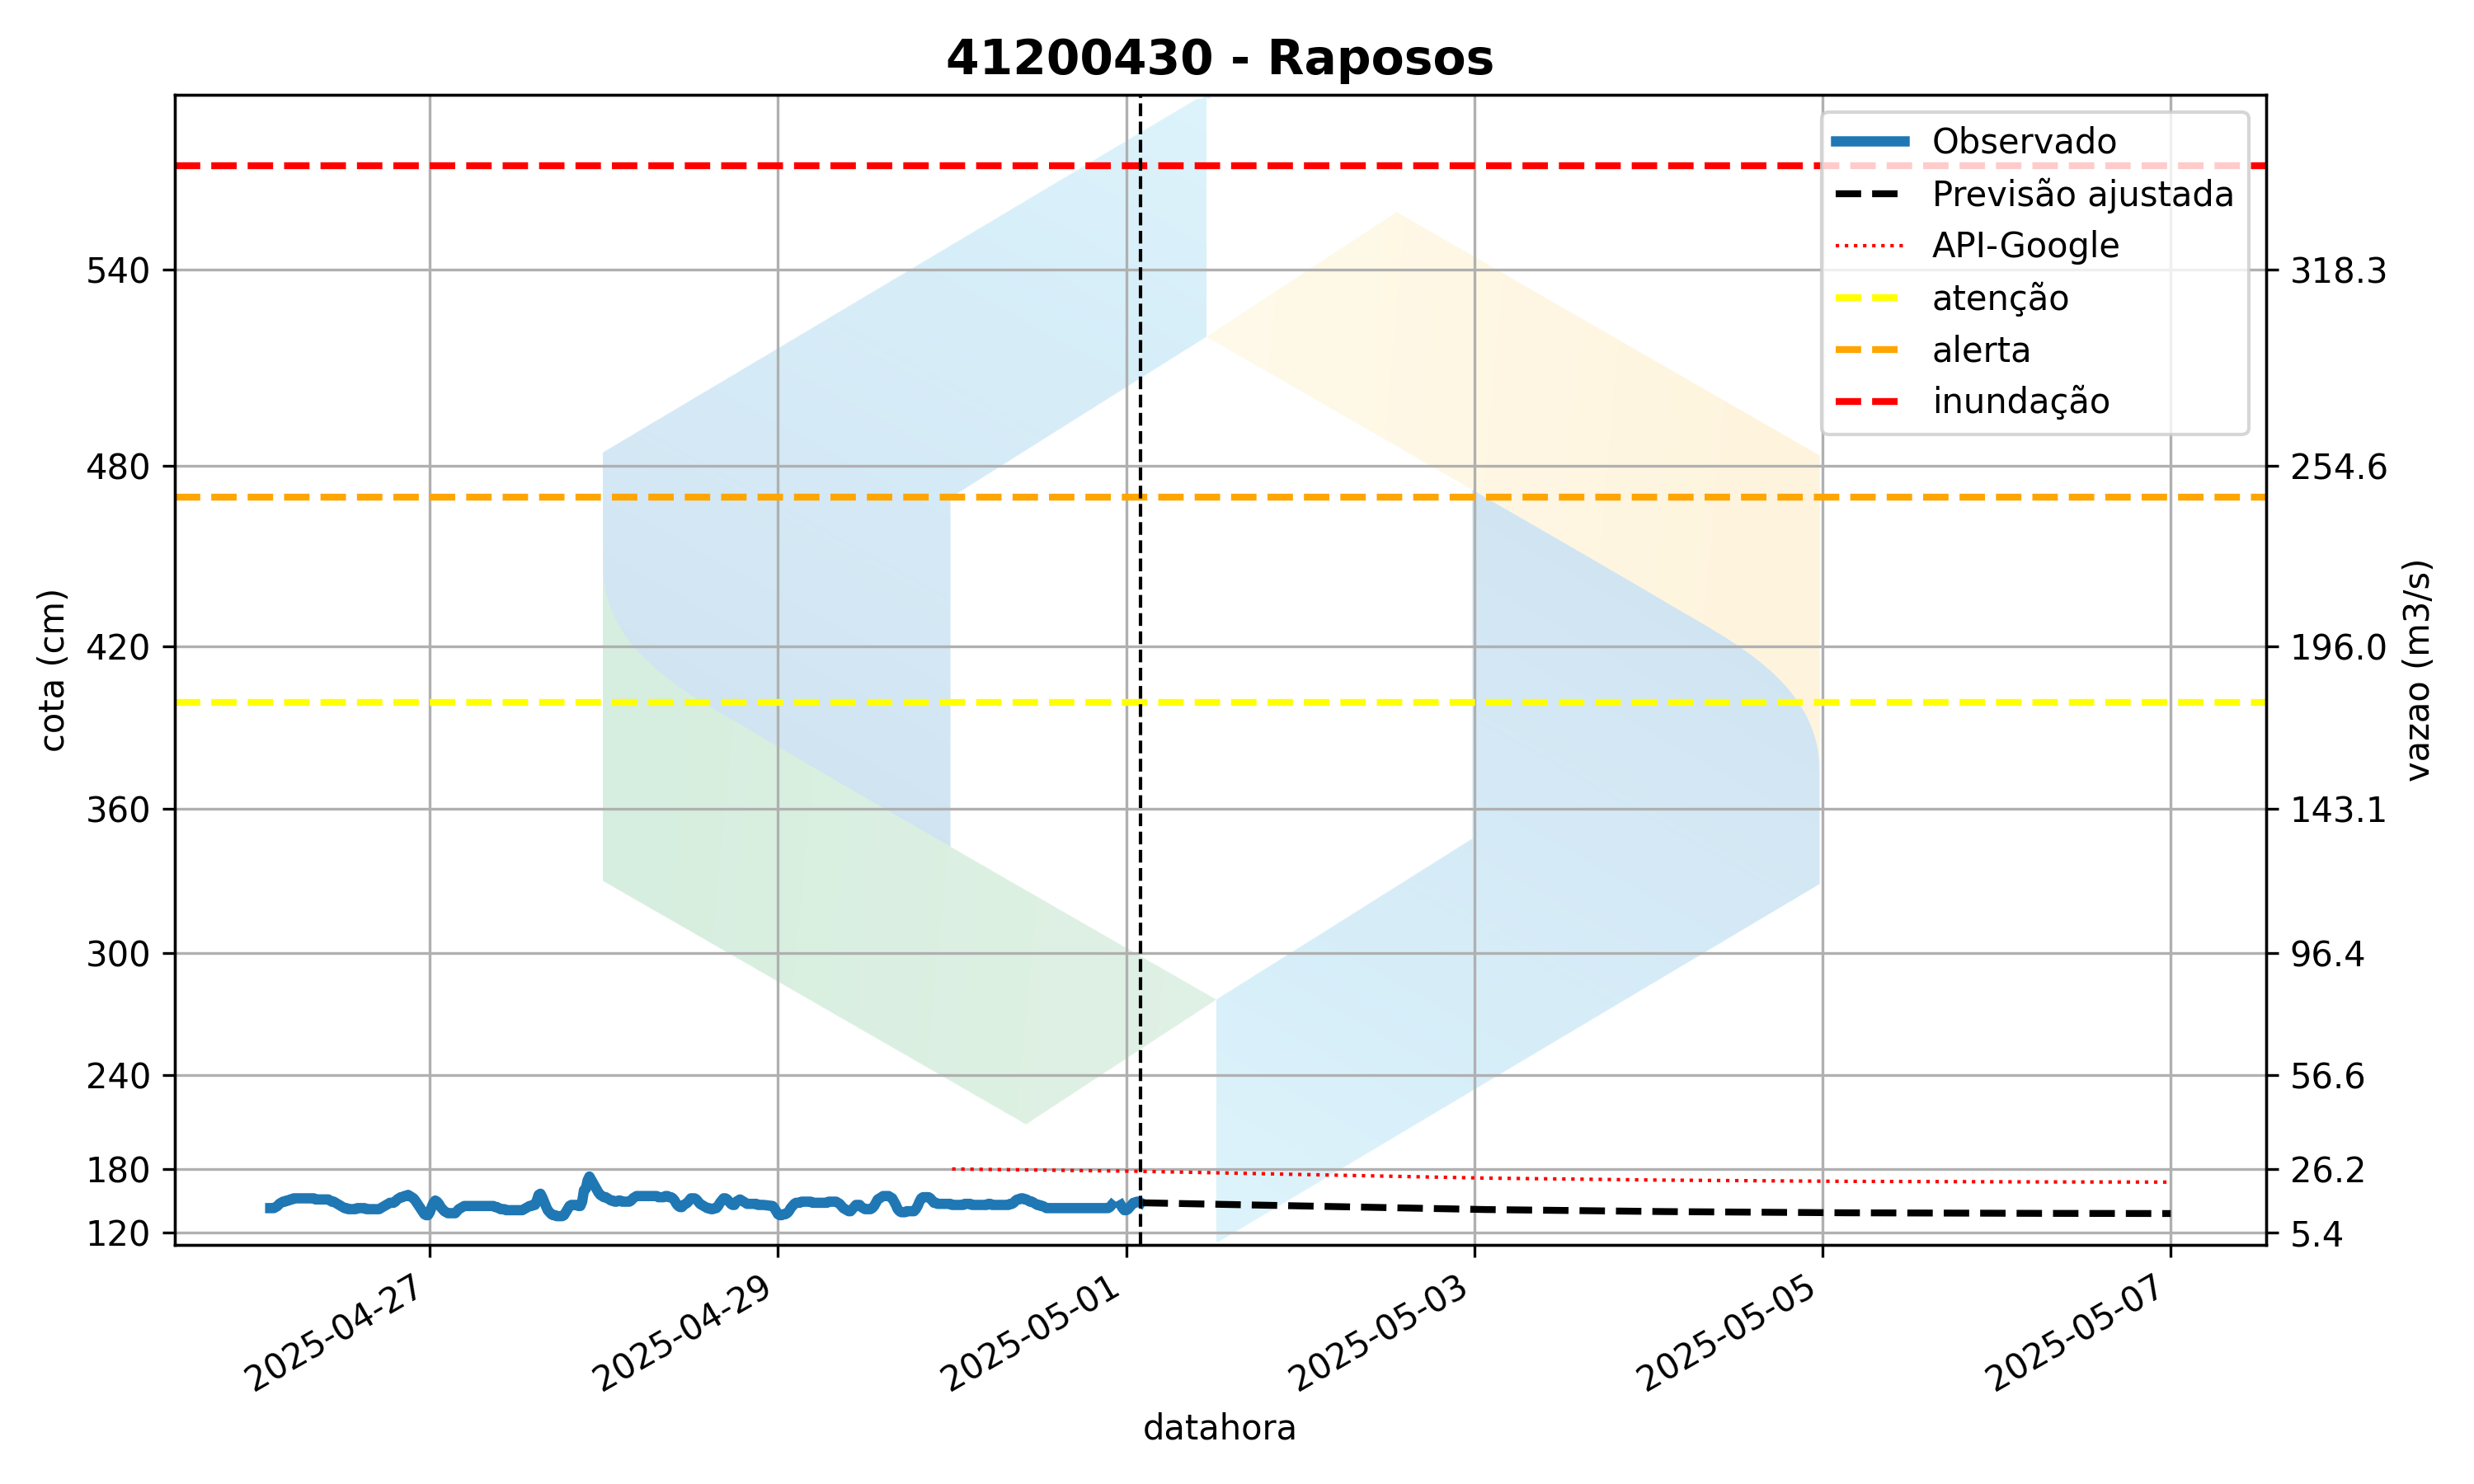 41200430 - Raposos
Observado
Previsão ajustada
API-Google
atenção
alerta
inundação
540
480
420
360
300
240
180
120
cota (cm)
318.3
254.6
196.0
143.1
96.4
56.6
26.2
5.4
vazao (m3/s)
2025-04-27
2025-04-29
2025-05-01
2025-05-03
2025-05-05
2025-05-07
datahora